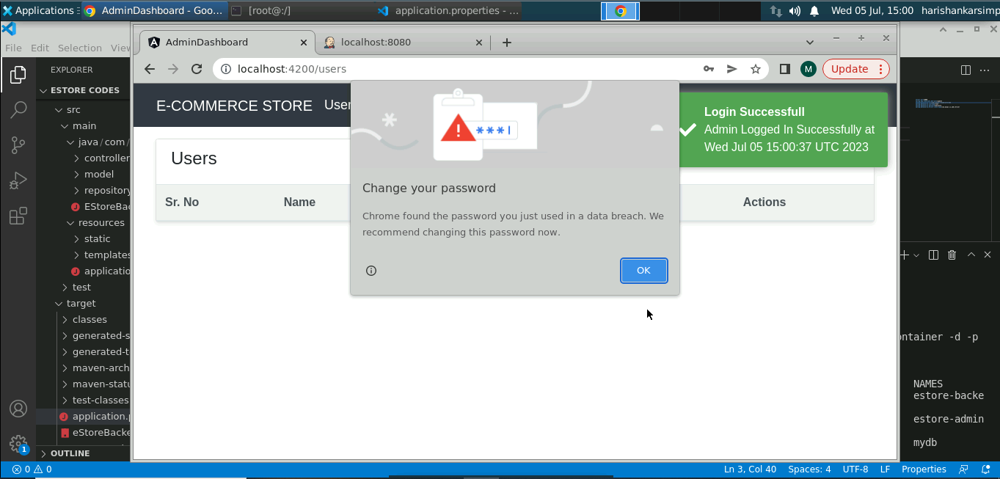 Applications
AdminDashboard - Goo...
[root@:/]
application.properties - ...
Wed 05 Jul, 15:00
harishankarsimp
File Edit Selection View
AdminDashboard
localhost:8080
localhost:4200/users
M
Update
EXPLORER
ESTORE CODES
src
main
java/com/
controller
model
repository
EStoreBac
resources
static
templates
applicatio
test
target
classes
generated-s
generated-t
maven-arch
maven-statu
test-classes
application.p
eStoreBacke
OUTLINE
E-COMMERCE STORE
User
Users
Sr. No
Name
Actions
***
Change your password
Chrome found the password you just used in a data breach. We
recommend changing this password now.
OK
Login Successfull
Admin Logged In Successfully at
Wed Jul 05 15:00:37 UTC 2023
ntainer -d -p
NAMES
estore-backe
estore-admin
mydb
1
0 0
Ln 3, Col 40
Spaces: 4
UTF-8
LF
Properties